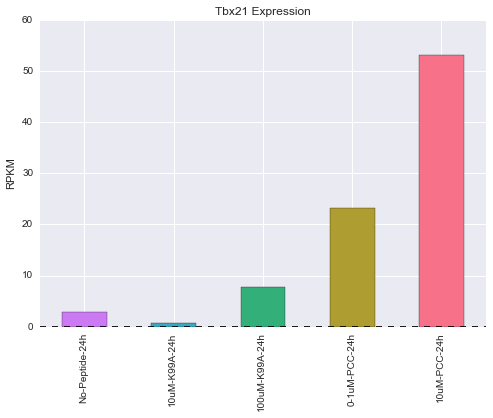 Tbx21 Expression
60
50
40
30
20
10
0
RPKM
No-Peptide-24h
10uM-K99A-24h
100uM-K99A-24h
0-1uM-PCC-24h
10uM-PCC-24h